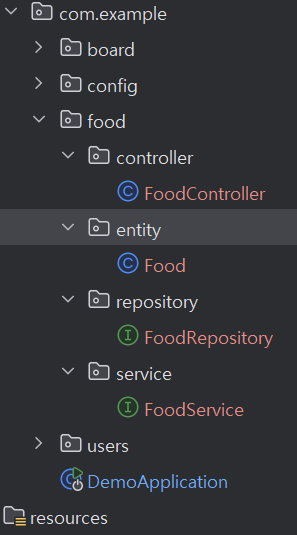 com.example
board
config
food
controller
C FoodController
entity
C Food
repository
I FoodRepository
service
I FoodService
users
DemoApplication
resources